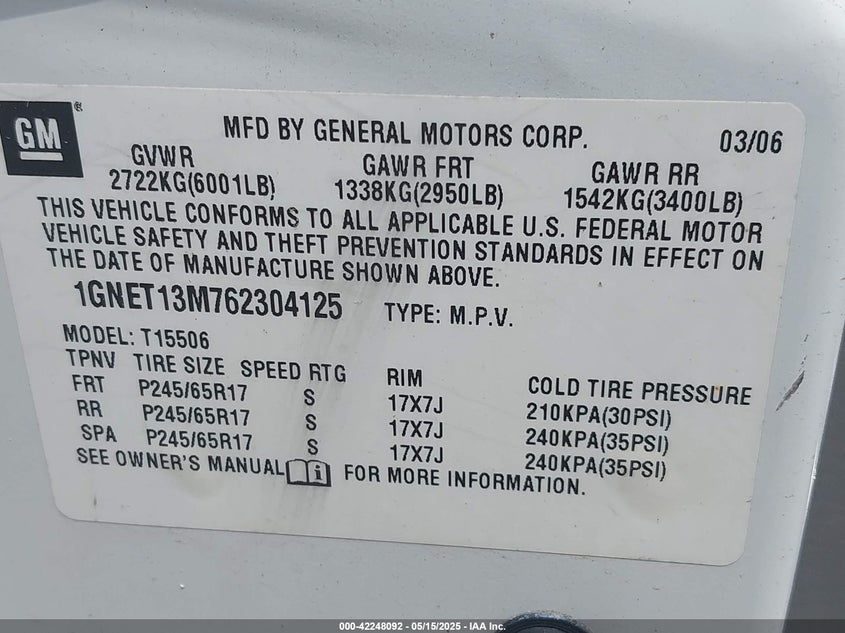 GM
®
MFD BY GENERAL MOTORS CORP. 03/06
GVWR GAWR FRT GAWR RR
2722KG(6001LB) 1338KG(2950LB) 1542KG(3400LB)
THIS VEHICLE CONFORMS TO ALL APPLICABLE U.S. FEDERAL MOTOR
VEHICLE SAFETY AND THEFT PREVENTION STANDARDS IN EFFECT ON
THE DATE OF MANUFACTURE SHOWN ABOVE.
1GNET13M762304125 TYPE: M.P.V.
MODEL: T15506
TPNV TIRE SIZE SPEED RTG RIM COLD TIRE PRESSURE
FRT P245/65R17 S 17X7J 210KPA(30PSI)
RR P245/65R17 S 17X7J 240KPA(35PSI)
SPA P245/65R17 S 17X7J 240KPA(35PSI)
SEE OWNER'S MANUAL i FOR MORE INFORMATION.
000-42248092 — 05/15/2025 — IAA Inc.